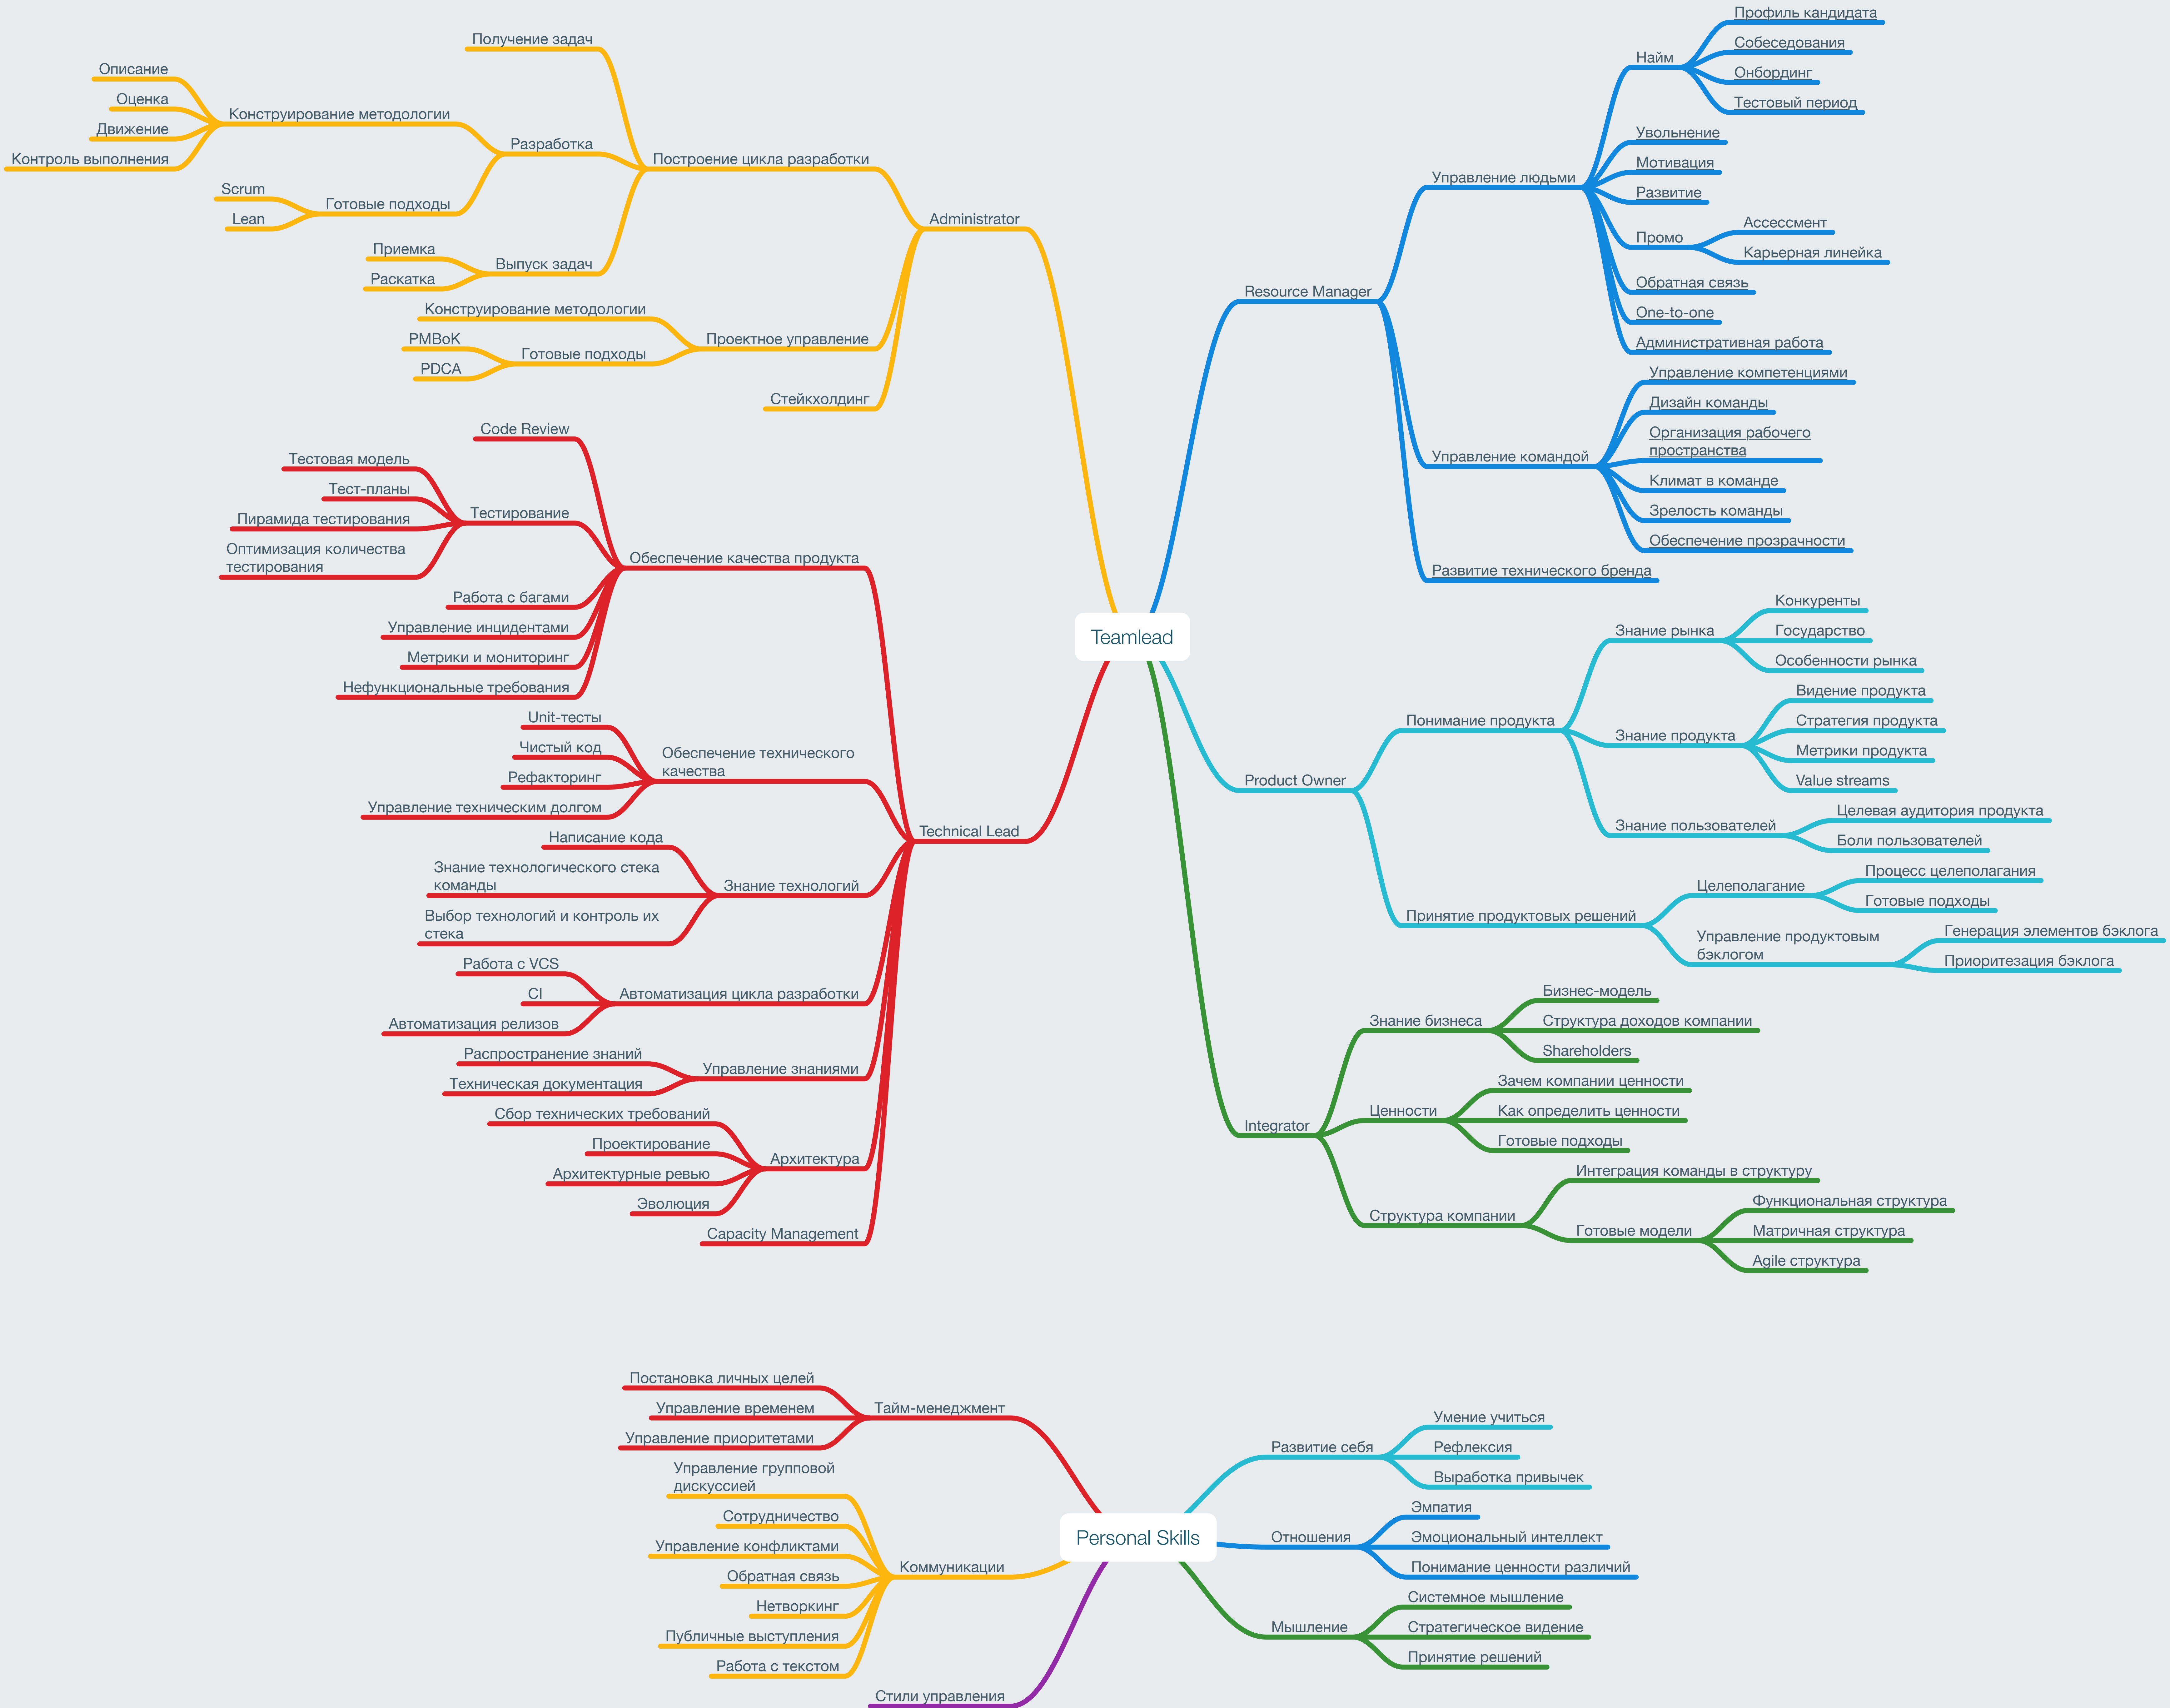 Teamlead
Administrator
Построение цикла разработки
Получение задач
Разработка
Конструирование методологии
Описание
Оценка
Движение
Контроль выполнения
Готовые подходы
Scrum
Lean
Выпуск задач
Приемка
Раскатка
Проектное управление
Конструирование методологии
Готовые подходы
PMBoK
PDCA
Стейкхолдинг
Technical Lead
Обеспечение качества продукта
Code Review
Тестирование
Тестовая модель
Тест-планы
Пирамида тестирования
Оптимизация количества
тестирования
Работа с багами
Управление инцидентами
Метрики и мониторинг
Нефункциональные требования
Обеспечение технического
качества
Unit-тесты
Чистый код
Рефакторинг
Управление техническим долгом
Знание технологий
Написание кода
Знание технологического стека
команды
Выбор технологий и контроль их
стека
Автоматизация цикла разработки
Работа с VCS
CI
Автоматизация релизов
Управление знаниями
Распространение знаний
Техническая документация
Архитектура
Сбор технических требований
Проектирование
Архитектурные ревью
Эволюция
Capacity Management
Resource Manager
Управление людьми
Найм
Профиль кандидата
Собеседования
Онбординг
Тестовый период
Увольнение
Мотивация
Развитие
Промо
Ассессмент
Карьерная линейка
Обратная связь
One-to-one
Административная работа
Управление командой
Управление компетенциями
Дизайн команды
Организация рабочего
пространства
Климат в команде
Зрелость команды
Обеспечение прозрачности
Развитие технического бренда
Product Owner
Понимание продукта
Знание рынка
Конкуренты
Государство
Особенности рынка
Знание продукта
Видение продукта
Стратегия продукта
Метрики продукта
Value streams
Знание пользователей
Целевая аудитория продукта
Боли пользователей
Принятие продуктовых решений
Целеполагание
Процесс целеполагания
Готовые подходы
Управление продуктовым
бэклогом
Генерация элементов бэклога
Приоритезация бэклога
Integrator
Знание бизнеса
Бизнес-модель
Структура доходов компании
Shareholders
Ценности
Зачем компании ценности
Как определить ценности
Готовые подходы
Структура компании
Интеграция команды в структуру
Готовые модели
Функциональная структура
Матричная структура
Agile структура
Personal Skills
Тайм-менеджмент
Постановка личных целей
Управление временем
Управление приоритетами
Коммуникации
Управление групповой
дискуссией
Сотрудничество
Управление конфликтами
Обратная связь
Нетворкинг
Публичные выступления
Работа с текстом
Стили управления
Развитие себя
Умение учиться
Рефлексия
Выработка привычек
Отношения
Эмпатия
Эмоциональный интеллект
Понимание ценности различий
Мышление
Системное мышление
Стратегическое видение
Принятие решений